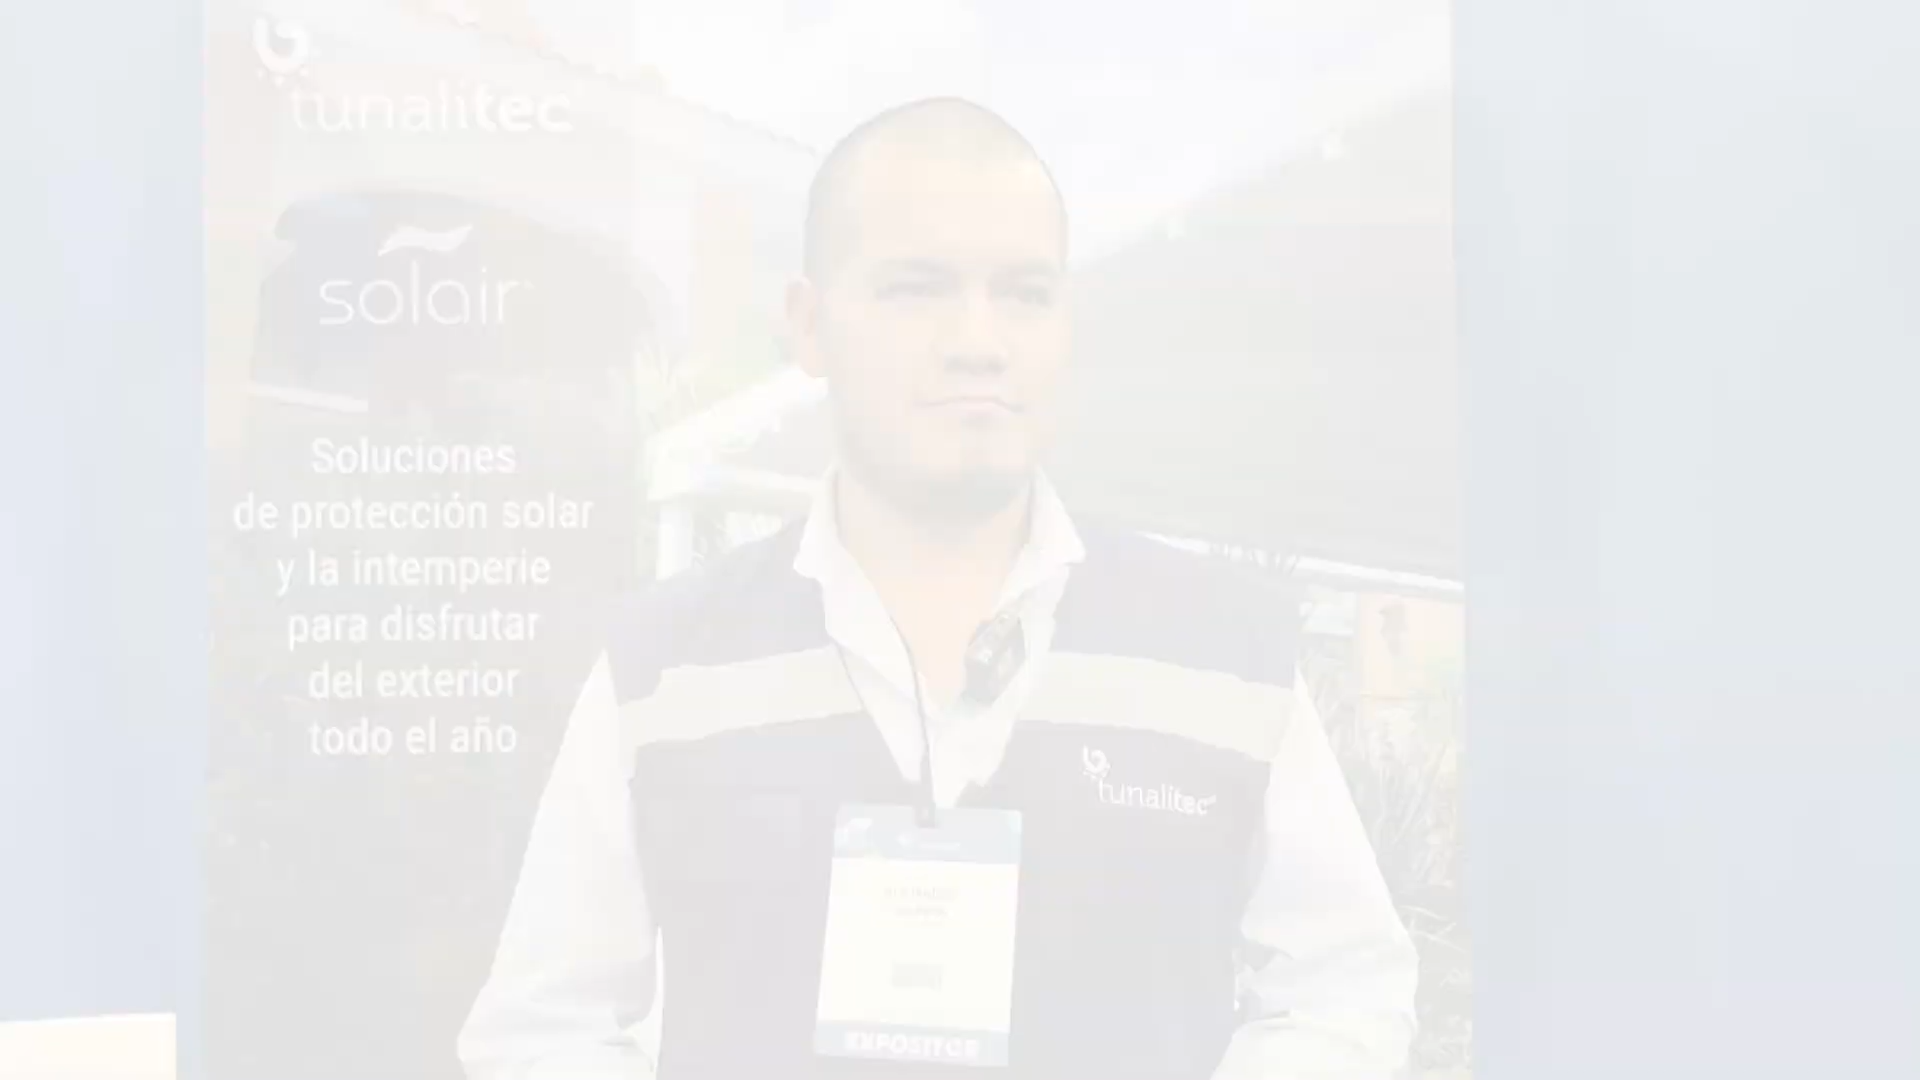 tunalitec
solair
Soluciones
de protección solar
y la intemperie
para disfrutar
del exterior
todo el año
tunalitec
EXPOSITOR